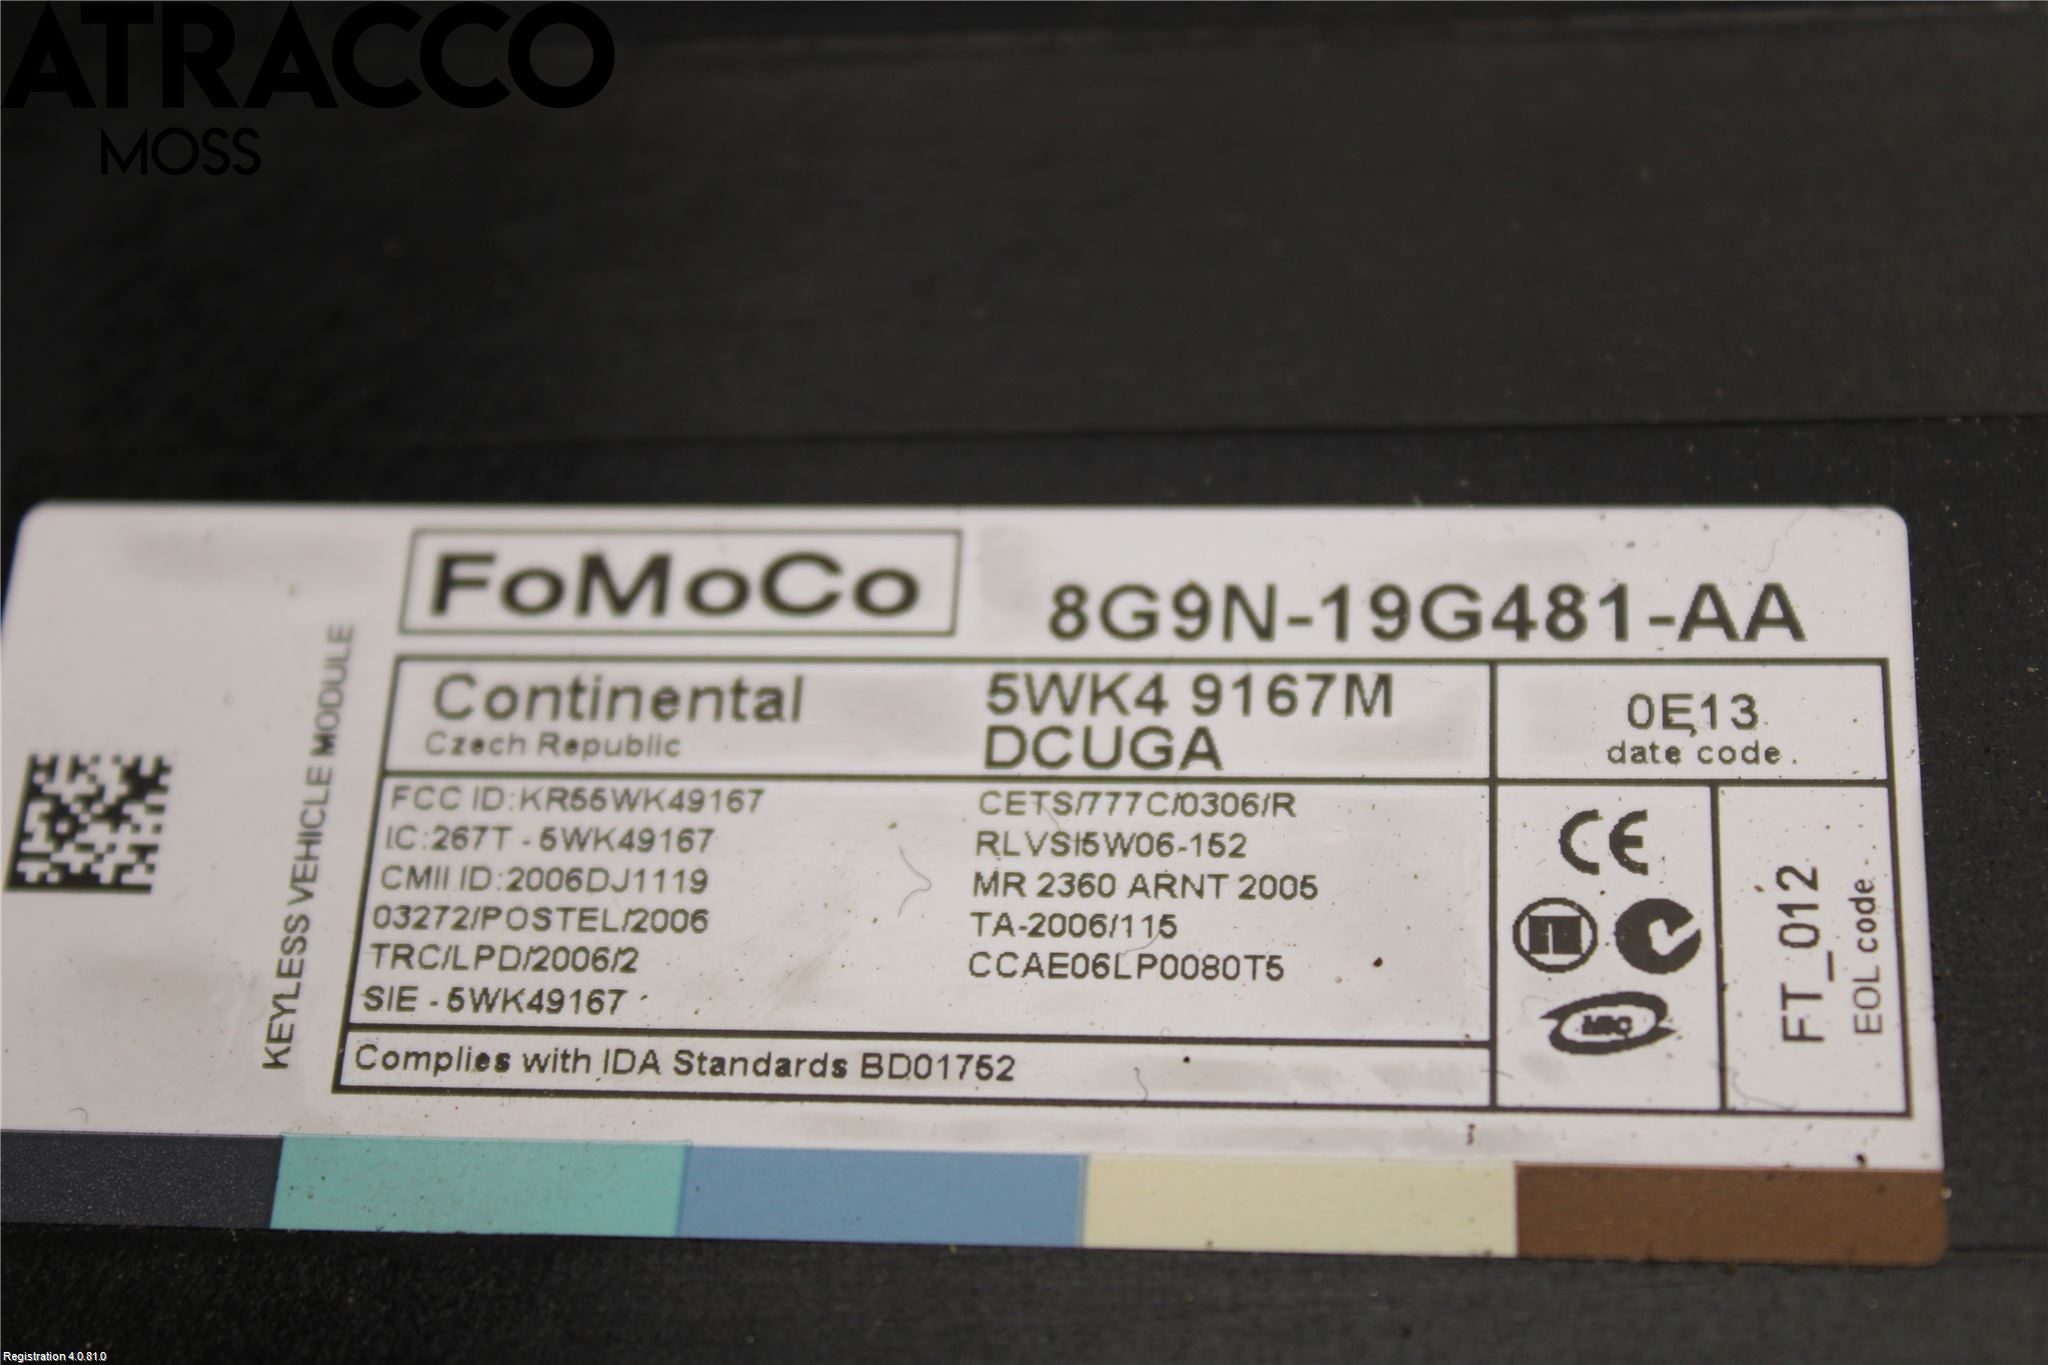 ATRACCO
MOSS
FoMoCo
8G9N-19G481-AA
KEYLESS VEHICLE MODULE
Continental
Czech Republic
5WK4 9167M
DCUGA
0E13
date code
FCC ID:KR55WK49167
IC:267T - 5WK49167
CMII ID:2006DJ1119
03272/POSTEL/2006
TRC/LPD/2006/2
SIE - 5WK49167
CETS/777C/0306/R
RLVSI5W06-152
MR 2360 ARNT 2005
TA-2006/115
CCAE06LP0080T5
CE
FT_012
EOL code
Complies with IDA Standards BD01752
Registration 4.0.81.0